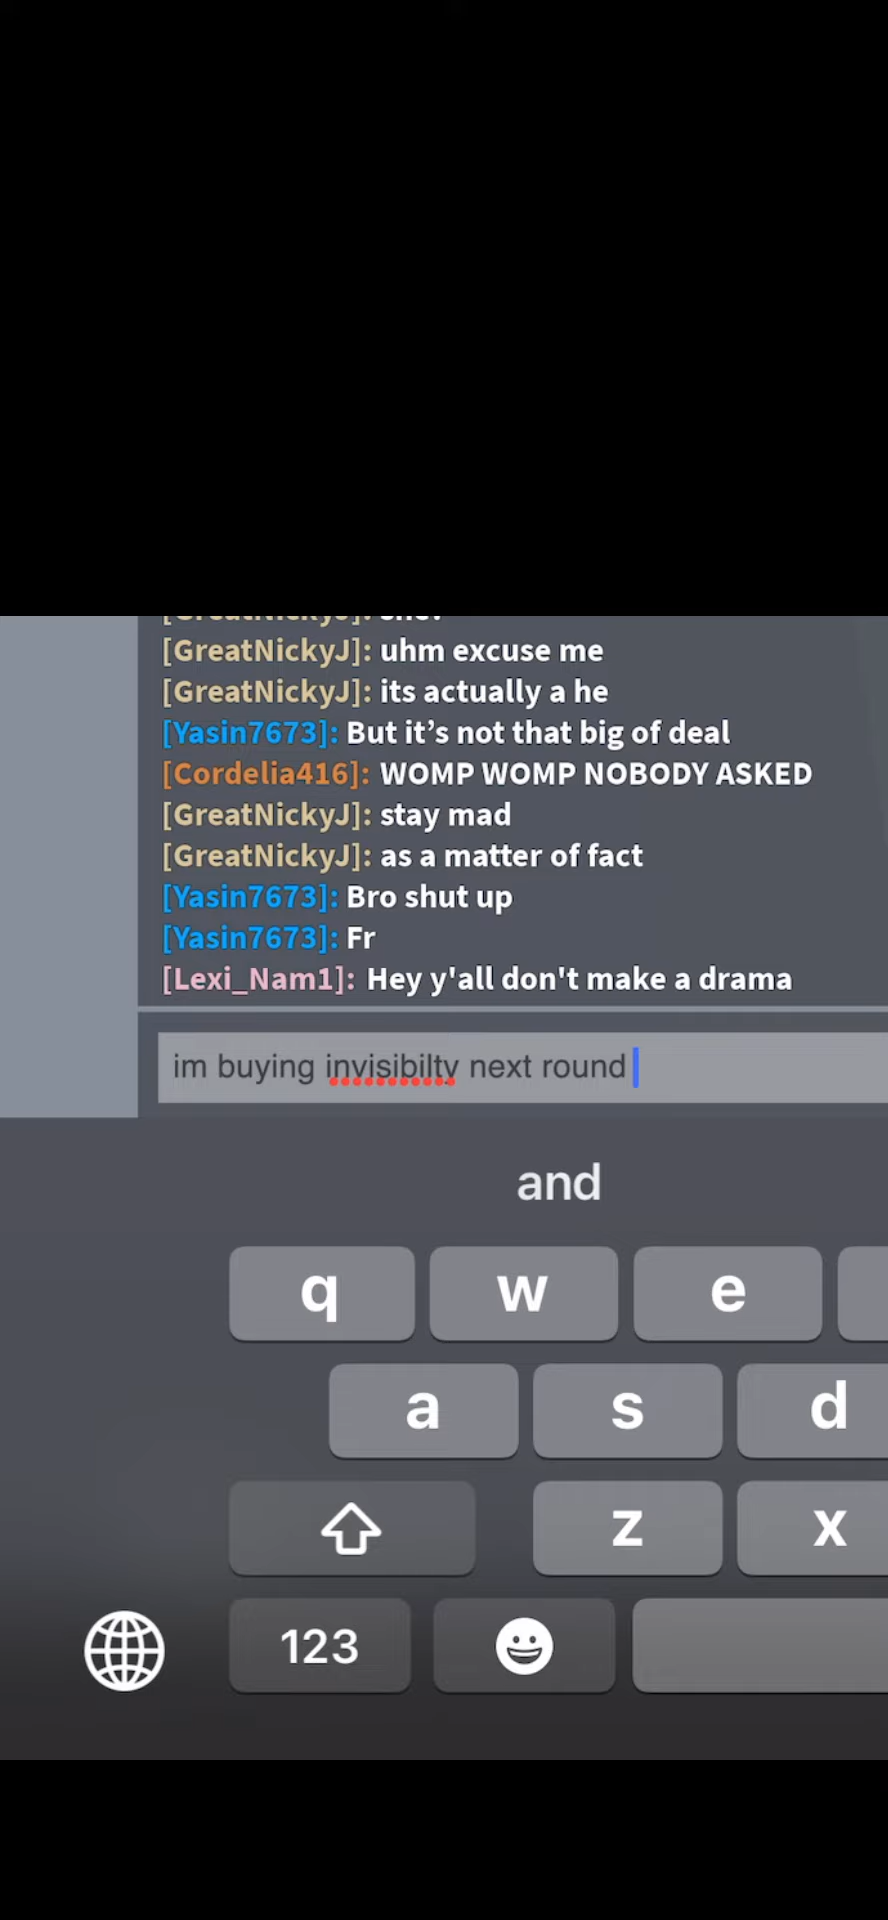 [GreatNickyJ]: she?
[GreatNickyJ]: uhm excuse me
[GreatNickyJ]: its actually a he
[Yasin7673]: But it’s not that big of deal
[Cordelia416]: WOMP WOMP NOBODY ASKED
[GreatNickyJ]: stay mad
[GreatNickyJ]: as a matter of fact
[Yasin7673]: Bro shut up
[Yasin7673]: Fr
[Lexi_Nam1]: Hey y'all don't make a drama
im buying invisibilty next round
and
q w e
a s d
z x
123